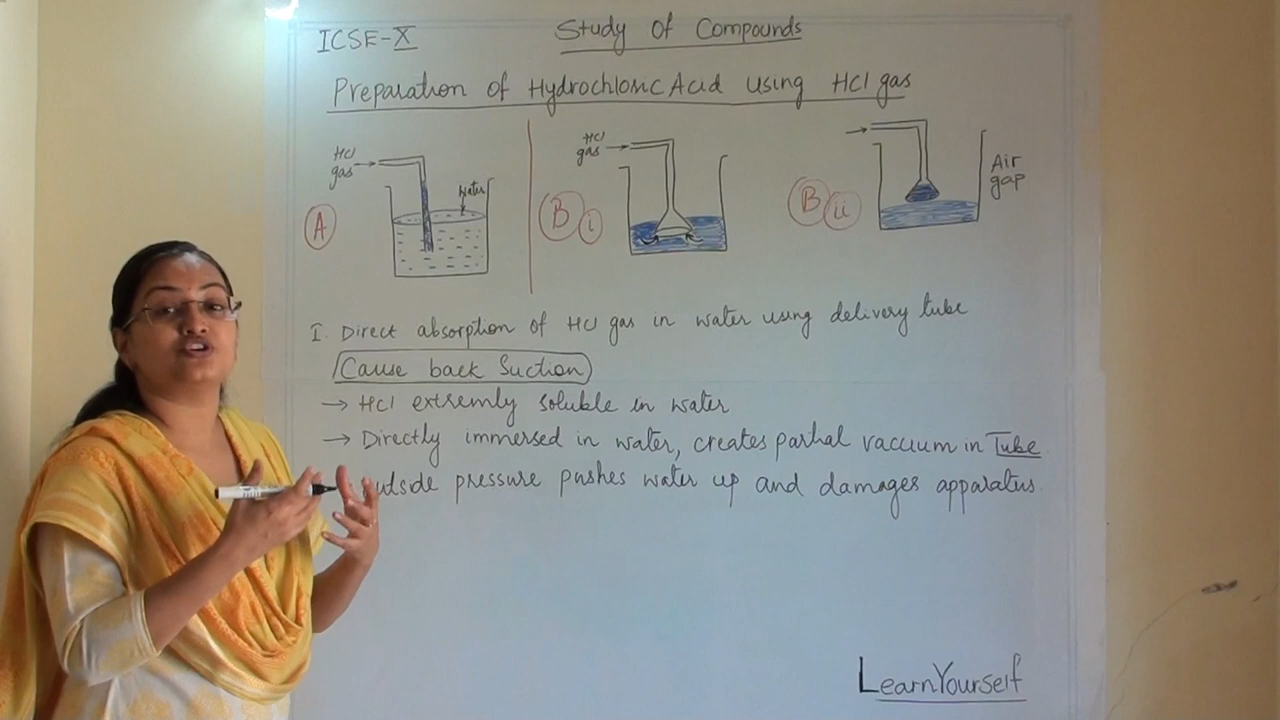 ICSE-X
Study Of Compounds
Preparation of Hydrochloric Acid using HCl gas
HCl
gas
Water
A
HCl
gas
B i
B ii
Air
gap
I. Direct absorption of HCl gas in water using delivery tube
Cause back Suction
→ HCl extremly soluble in water
→ Directly immersed in water, creates partial vaccum in Tube
outside pressure pushes water up and damages apparatus.
LearnYourself